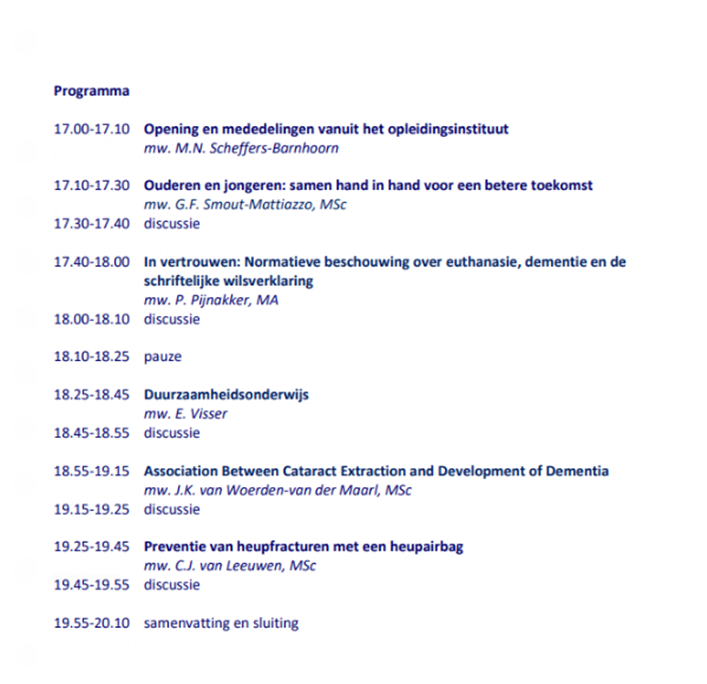 Programma
17.00-17.10 Opening en mededelingen vanuit het opleidingsinstituut
mw. M.N. Scheffers-Barnhoorn
17.10-17.30 Ouderen en jongeren: samen hand in hand voor een betere toekomst
mw. G.F. Smout-Mattiazzo, MSc
17.30-17.40 discussie
17.40-18.00 In vertrouwen: Normatieve beschouwing over euthanasie, dementie en de
schriftelijke wilsverklaring
mw. P. Pijnakker, MA
18.00-18.10 discussie
18.10-18.25 pauze
18.25-18.45 Duurzaamheidsonderwijs
mw. E. Visser
18.45-18.55 discussie
18.55-19.15 Association Between Cataract Extraction and Development of Dementia
mw. J.K. van Woerden-van der Maarl, MSc
19.15-19.25 discussie
19.25-19.45 Preventie van heupfracturen met een heupairbag
mw. C.J. van Leeuwen, MSc
19.45-19.55 discussie
19.55-20.10 samenvatting en sluiting